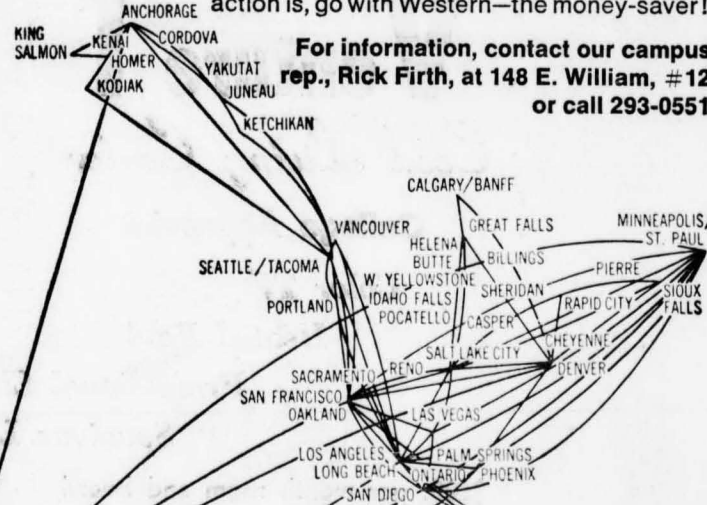 action is, go with Western—the money-saver!
For information, contact our campus
rep., Rick Firth, at 148 E. William, #12
or call 293-0551
ANCHORAGE
KING
SALMON
KENAI
CORDOVA
HOMER
YAKUTAT
KODIAK
JUNEAU
KETCHIKAN
CALGARY/BANFF
VANCOUVER
GREAT FALLS
MINNEAPOLIS/
ST. PAUL
HELENA
BUTTE
BILLINGS
SEATTLE/TACOMA
W. YELLOWSTONE
PIERRE
IDAHO FALLS
SHERIDAN
SIOUX
FALLS
PORTLAND
POCATELLO
RAPID CITY
CASPER
CHEYENNE
SALT LAKE CITY
DENVER
RENO
SACRAMENTO
SAN FRANCISCO
OAKLAND
LAS VEGAS
LOS ANGELES
PALM SPRINGS
LONG BEACH
ONTARIO
PHOENIX
SAN DIEGO